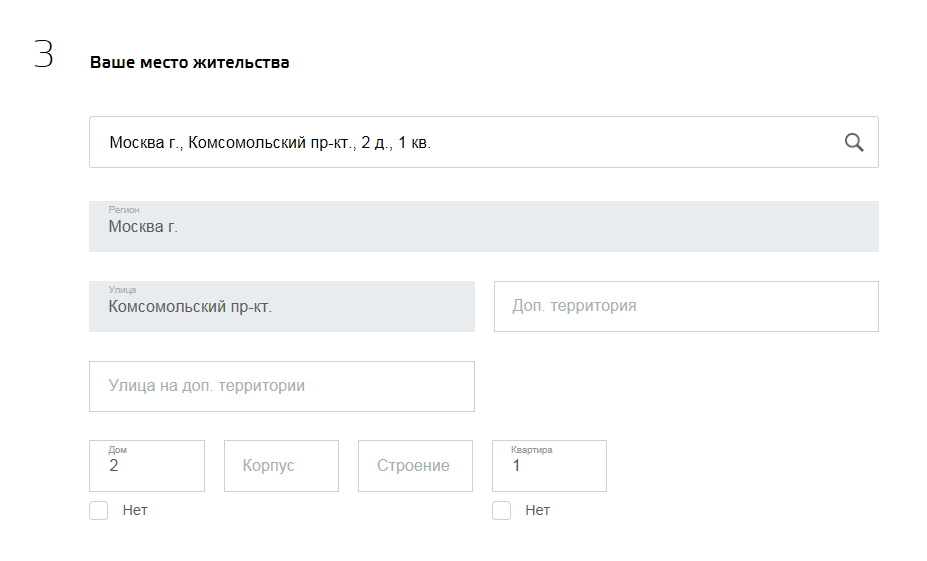 3
Ваше место жительства
Москва г., Комсомольский пр-кт., 2 д., 1 кв.
Регион
Москва г.
Улица
Комсомольский пр-кт.
Доп. территория
Улица на доп. территории
Дом
2
Корпус
Строение
Квартира
1
Нет
Нет